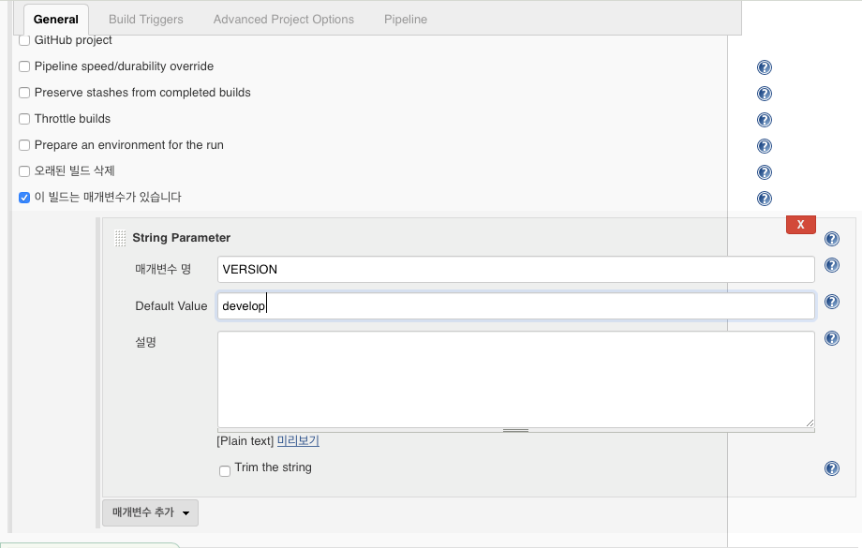 General Build Triggers Advanced Project Options Pipeline
GitHub project
Pipeline speed/durability override
Preserve stashes from completed builds
Throttle builds
Prepare an environment for the run
오래된 빌드 삭제
이 빌드는 매개변수가 있습니다
X
String Parameter
매개변수 명 VERSION
Default Value develop
설명
[Plain text] 미리보기
Trim the string
매개변수 추가